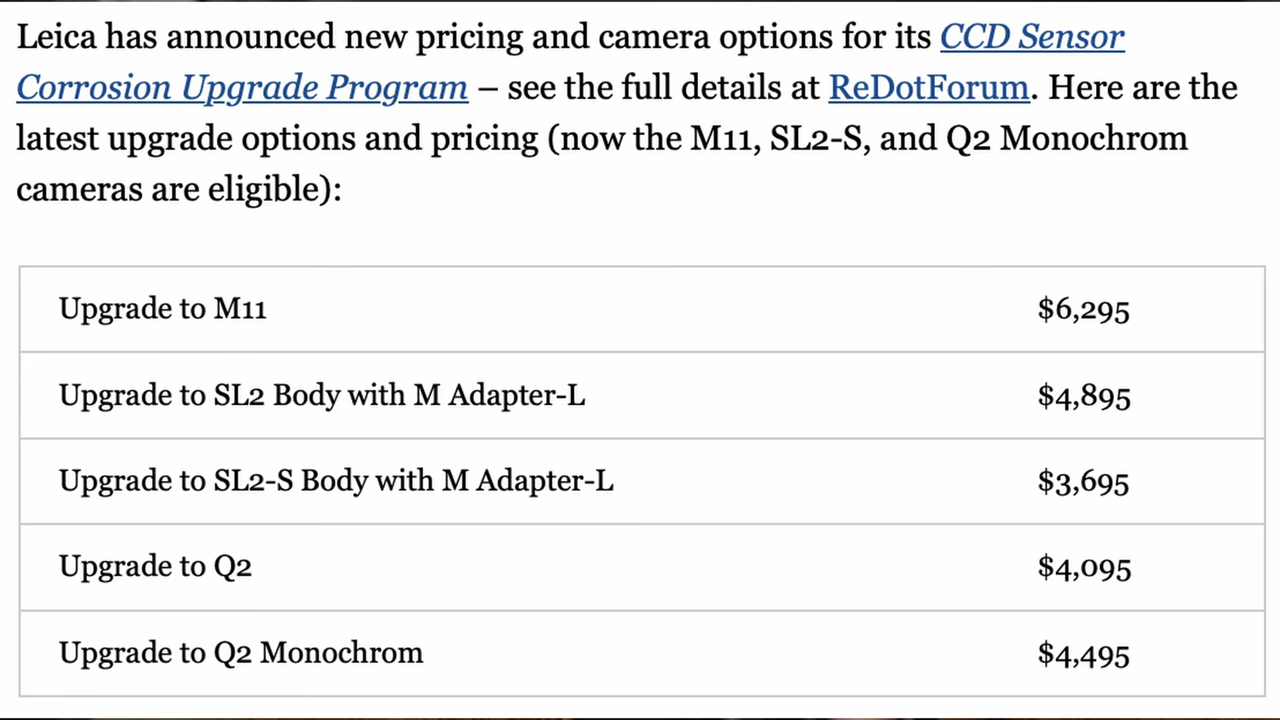 Leica has announced new pricing and camera options for its CCD Sensor
Corrosion Upgrade Program – see the full details at ReDotForum. Here are the
latest upgrade options and pricing (now the M11, SL2-S, and Q2 Monochrom
cameras are eligible):
Upgrade to M11 $6,295
Upgrade to SL2 Body with M Adapter-L $4,895
Upgrade to SL2-S Body with M Adapter-L $3,695
Upgrade to Q2 $4,095
Upgrade to Q2 Monochrom $4,495